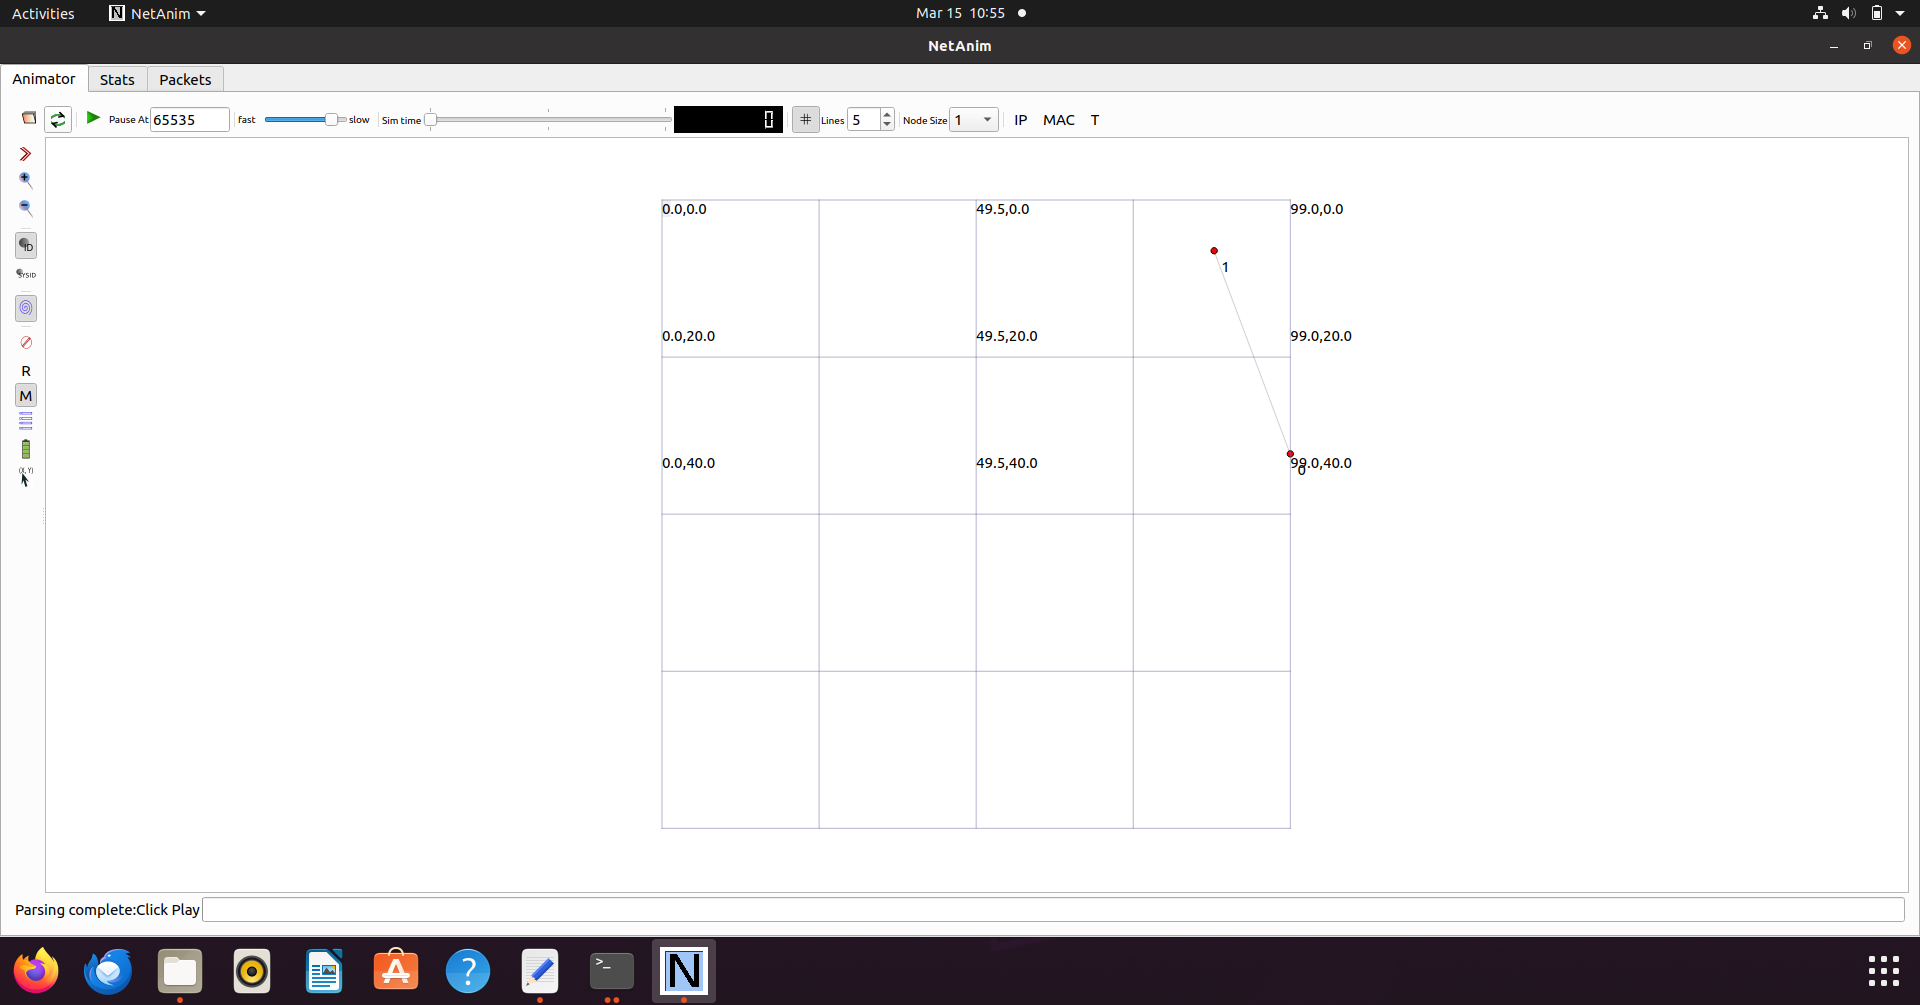 Activities NetAnim Mar 15 10:55
NetAnim
Animator Stats Packets
Pause At 65535 fast slow Sim time 0 # Lines 5 Node Size 1 IP MAC T
ID
SYSID
R
M
(X, Y)
0.0,0.0 49.5,0.0 99.0,0.0
1
0.0,20.0 49.5,20.0 99.0,20.0
0.0,40.0 49.5,40.0 99.0,40.0
0
Parsing complete:Click Play
>_ N